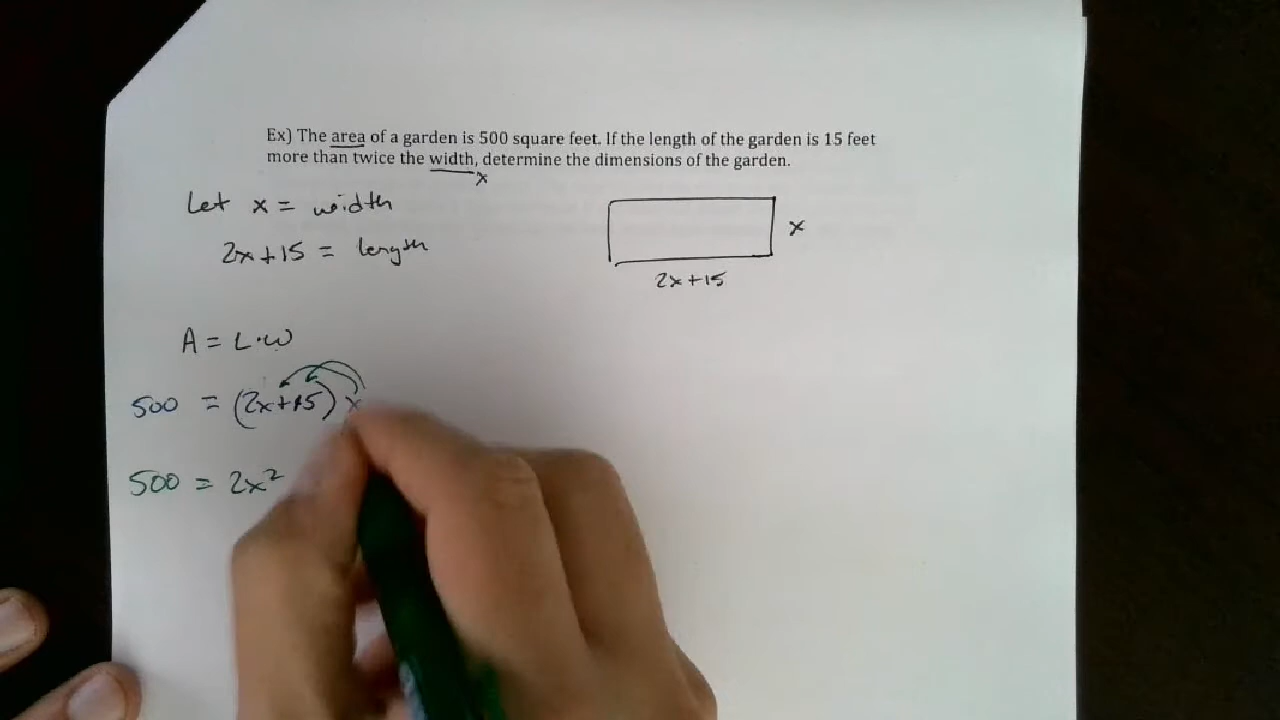 Ex) The area of a garden is 500 square feet. If the length of the garden is 15 feet
more than twice the width, determine the dimensions of the garden.
x
Let x = width
2x+15 = length
x
2x+15
A = L·W
500 = (2x+15)x
500 = 2x²